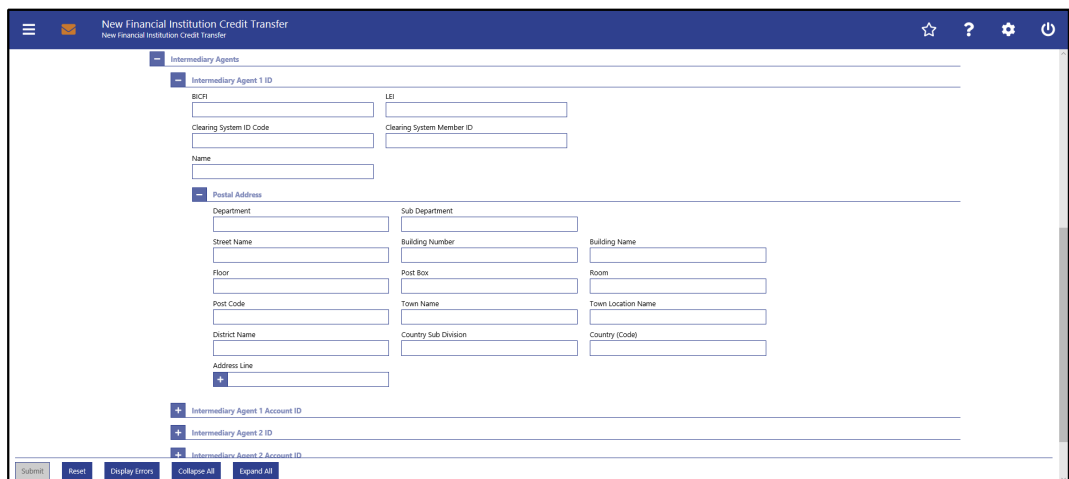 New Financial Institution Credit Transfer
New Financial Institution Credit Transfer
Intermediary Agents
Intermediary Agent 1 ID
BICFI LEI
Clearing System ID Code Clearing System Member ID
Name
Postal Address
Department Sub Department
Street Name Building Number Building Name
Floor Post Box Room
Post Code Town Name Town Location Name
District Name Country Sub Division Country (Code)
Address Line
Intermediary Agent 1 Account ID
Intermediary Agent 2 ID
Intermediary Agent 2 Account ID
Submit Reset Display Errors Collapse All Expand All